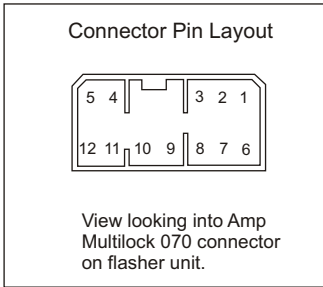 Connector Pin Layout
5 4 3 2 1
12 11 10 9 8 7 6
View looking into Amp
Multilock 070 connector
on flasher unit.